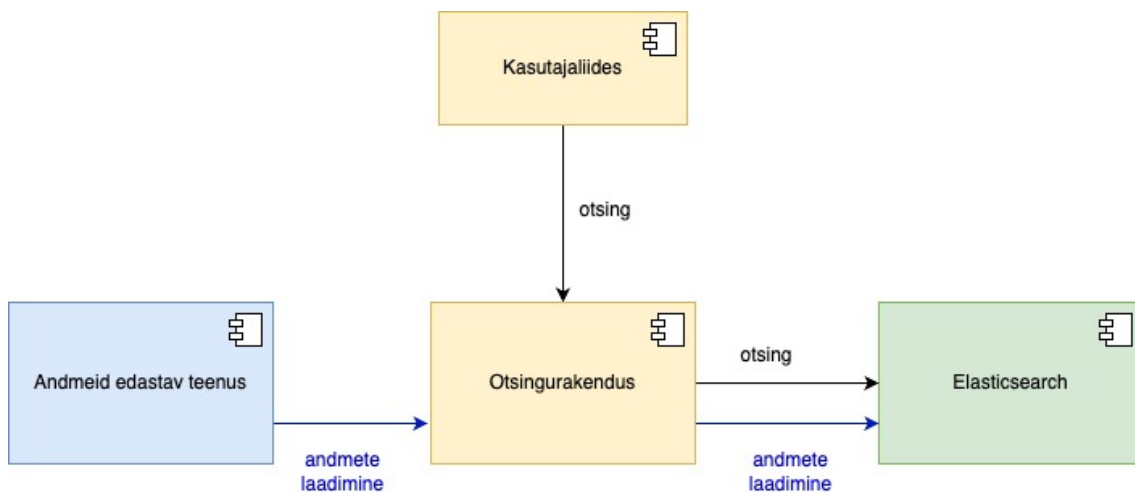 Kasutajaliides
otsing
Andmeid edastav teenus
Otsingurakendus
otsing
Elasticsearch
andmete
laadimine
andmete
laadimine